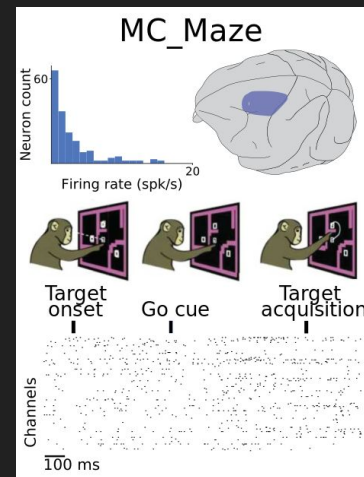 MC_Maze
Neuron count
60
20
Firing rate (spk/s)
Target onset
Go cue
Target acquisition
Channels
100 ms